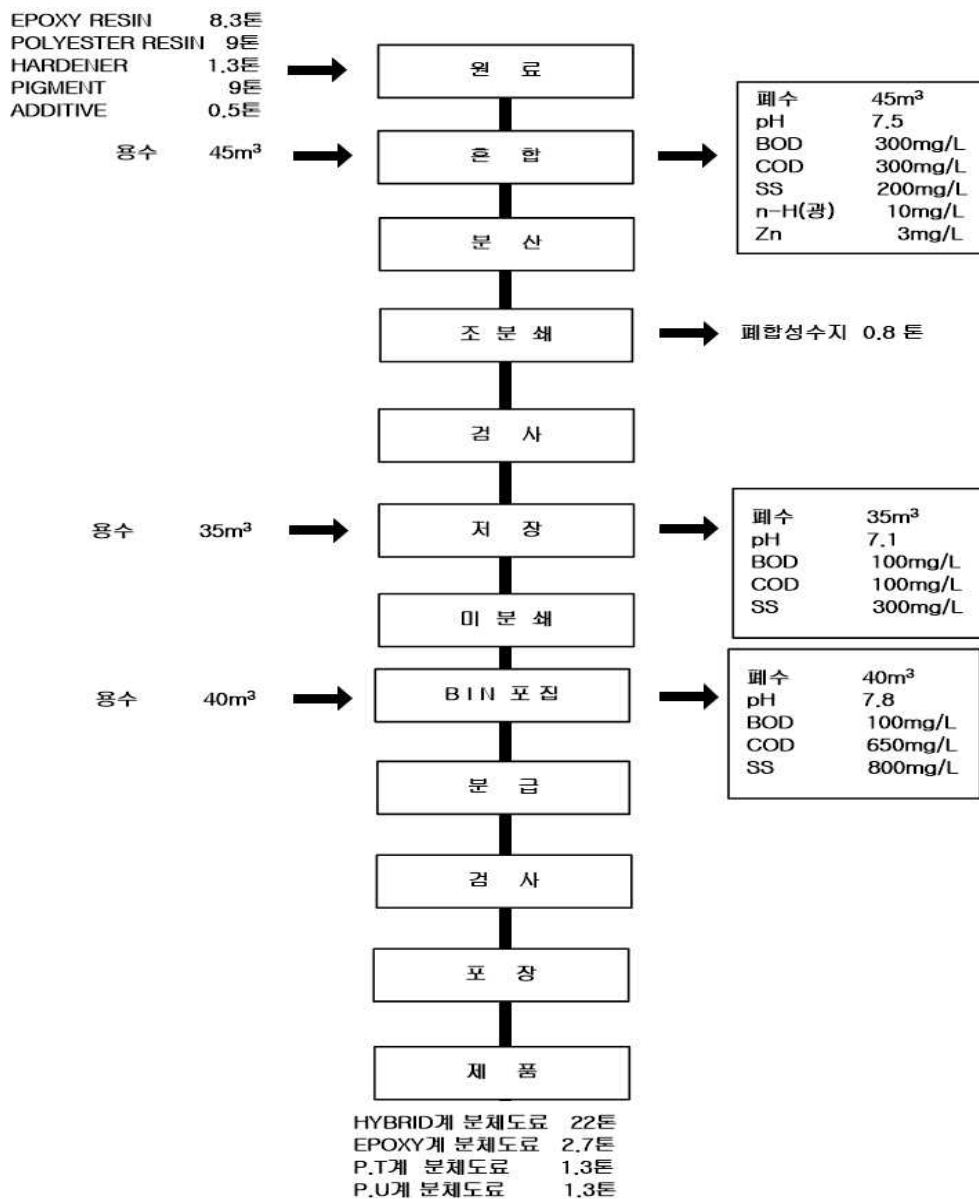 EPOXY RESIN 8.3톤
POLYESTER RESIN 9톤
HARDENER 1.3톤
PIGMENT 9톤
ADDITIVE 0.5톤
원 료
용수 45m³
혼 합
폐수 45m³
pH 7.5
BOD 300mg/L
COD 300mg/L
SS 200mg/L
n-H(광) 10mg/L
Zn 3mg/L
분 산
조 분 쇄
폐합성수지 0.8 톤
검 사
용수 35m³
저 장
폐수 35m³
pH 7.1
BOD 100mg/L
COD 100mg/L
SS 300mg/L
미 분 쇄
용수 40m³
BIN 포 집
폐수 40m³
pH 7.8
BOD 100mg/L
COD 650mg/L
SS 800mg/L
분 급
검 사
포 장
제 품
HYBRID계 분체도료 22톤
EPOXY계 분체도료 2.7톤
P.T계 분체도료 1.3톤
P.U계 분체도료 1.3톤